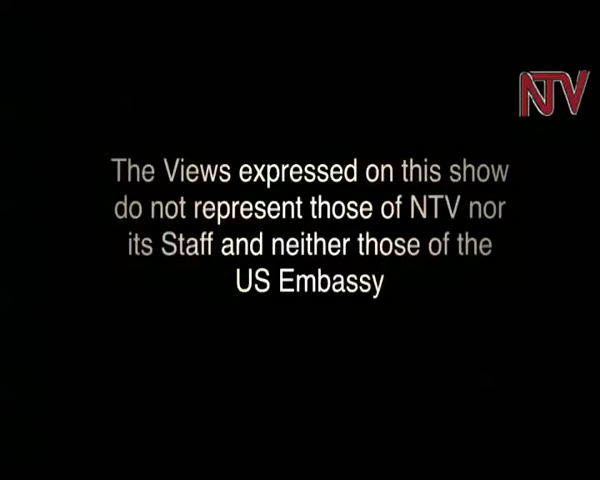 NTV
The Views expressed on this show
do not represent those of NTV nor
its Staff and neither those of the
US Embassy